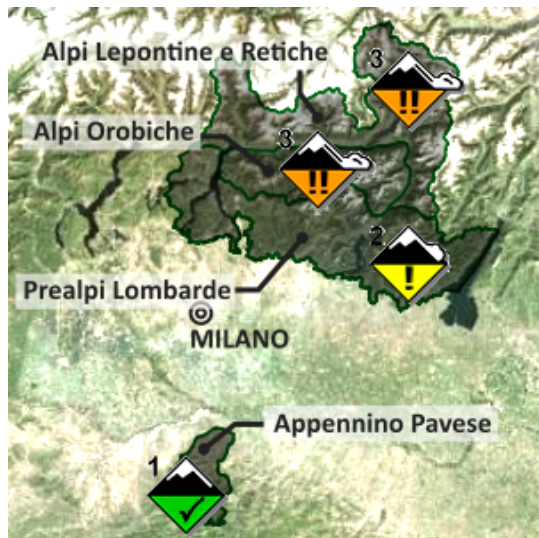 Alpi Lepontine e Retiche
3
!!
Alpi Orobiche
3
!!
2
!
Prealpi Lombarde
MILANO
Appennino Pavese
1